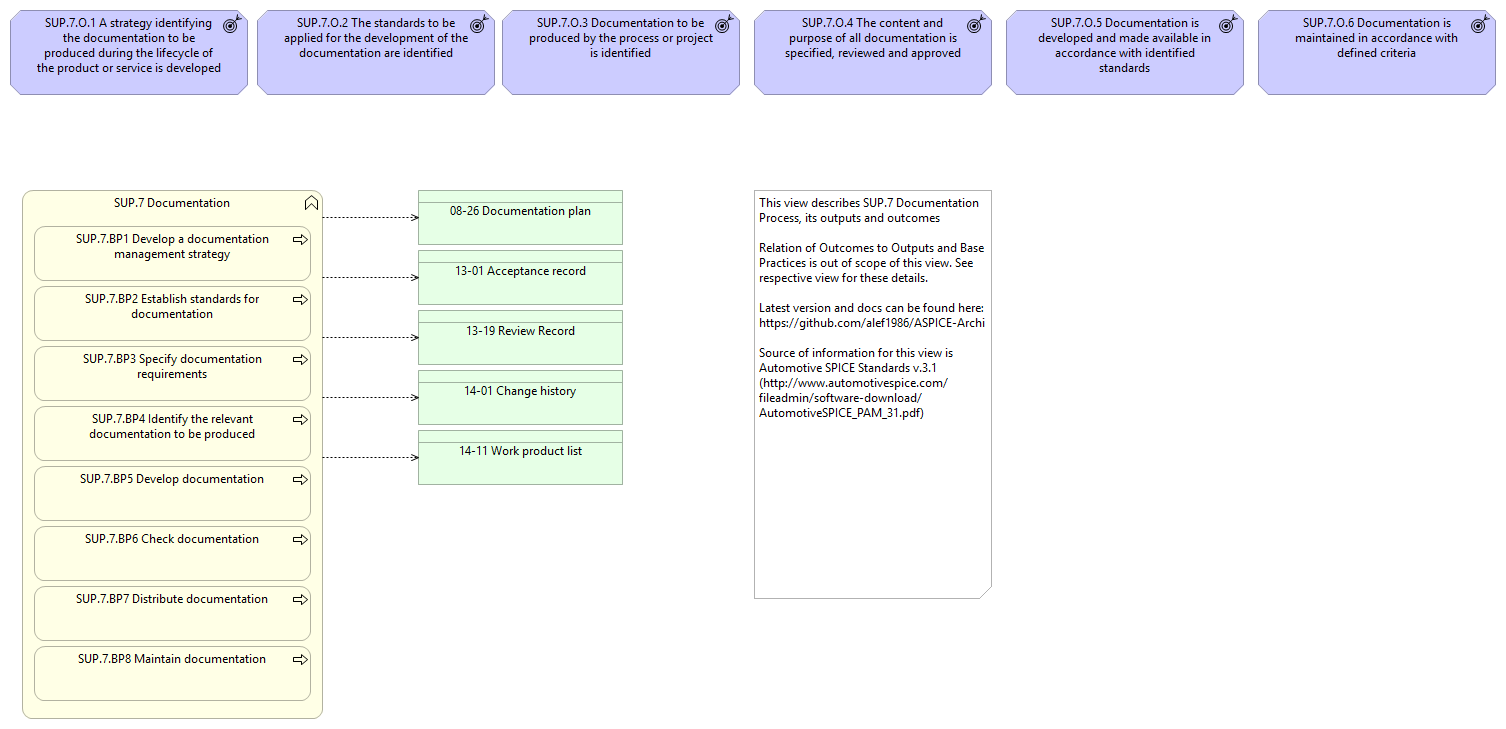 SUP.7.O.1 A strategy identifying
the documentation to be
produced during the lifecycle of
the product or service is developed
SUP.7.O.2 The standards to be
applied for the development of the
documentation are identified
SUP.7.O.3 Documentation to be
produced by the process or project
is identified
SUP.7.O.4 The content and
purpose of all documentation is
specified, reviewed and approved
SUP.7.O.5 Documentation is
developed and made available in
accordance with identified
standards
SUP.7.O.6 Documentation is
maintained in accordance with
defined criteria
SUP.7 Documentation
SUP.7.BP1 Develop a documentation
management strategy
SUP.7.BP2 Establish standards for
documentation
SUP.7.BP3 Specify documentation
requirements
SUP.7.BP4 Identify the relevant
documentation to be produced
SUP.7.BP5 Develop documentation
SUP.7.BP6 Check documentation
SUP.7.BP7 Distribute documentation
SUP.7.BP8 Maintain documentation
08-26 Documentation plan
13-01 Acceptance record
13-19 Review Record
14-01 Change history
14-11 Work product list
This view describes SUP.7 Documentation
Process, its outputs and outcomes
Relation of Outcomes to Outputs and Base
Practices is out of scope of this view. See
respective view for these details.
Latest version and docs can be found here:
https://github.com/alef1986/ASPICE-Archi
Source of information for this view is
Automotive SPICE Standards v.3.1
(http://www.automotivespice.com/
fileadmin/software-download/
AutomotiveSPICE_PAM_31.pdf)